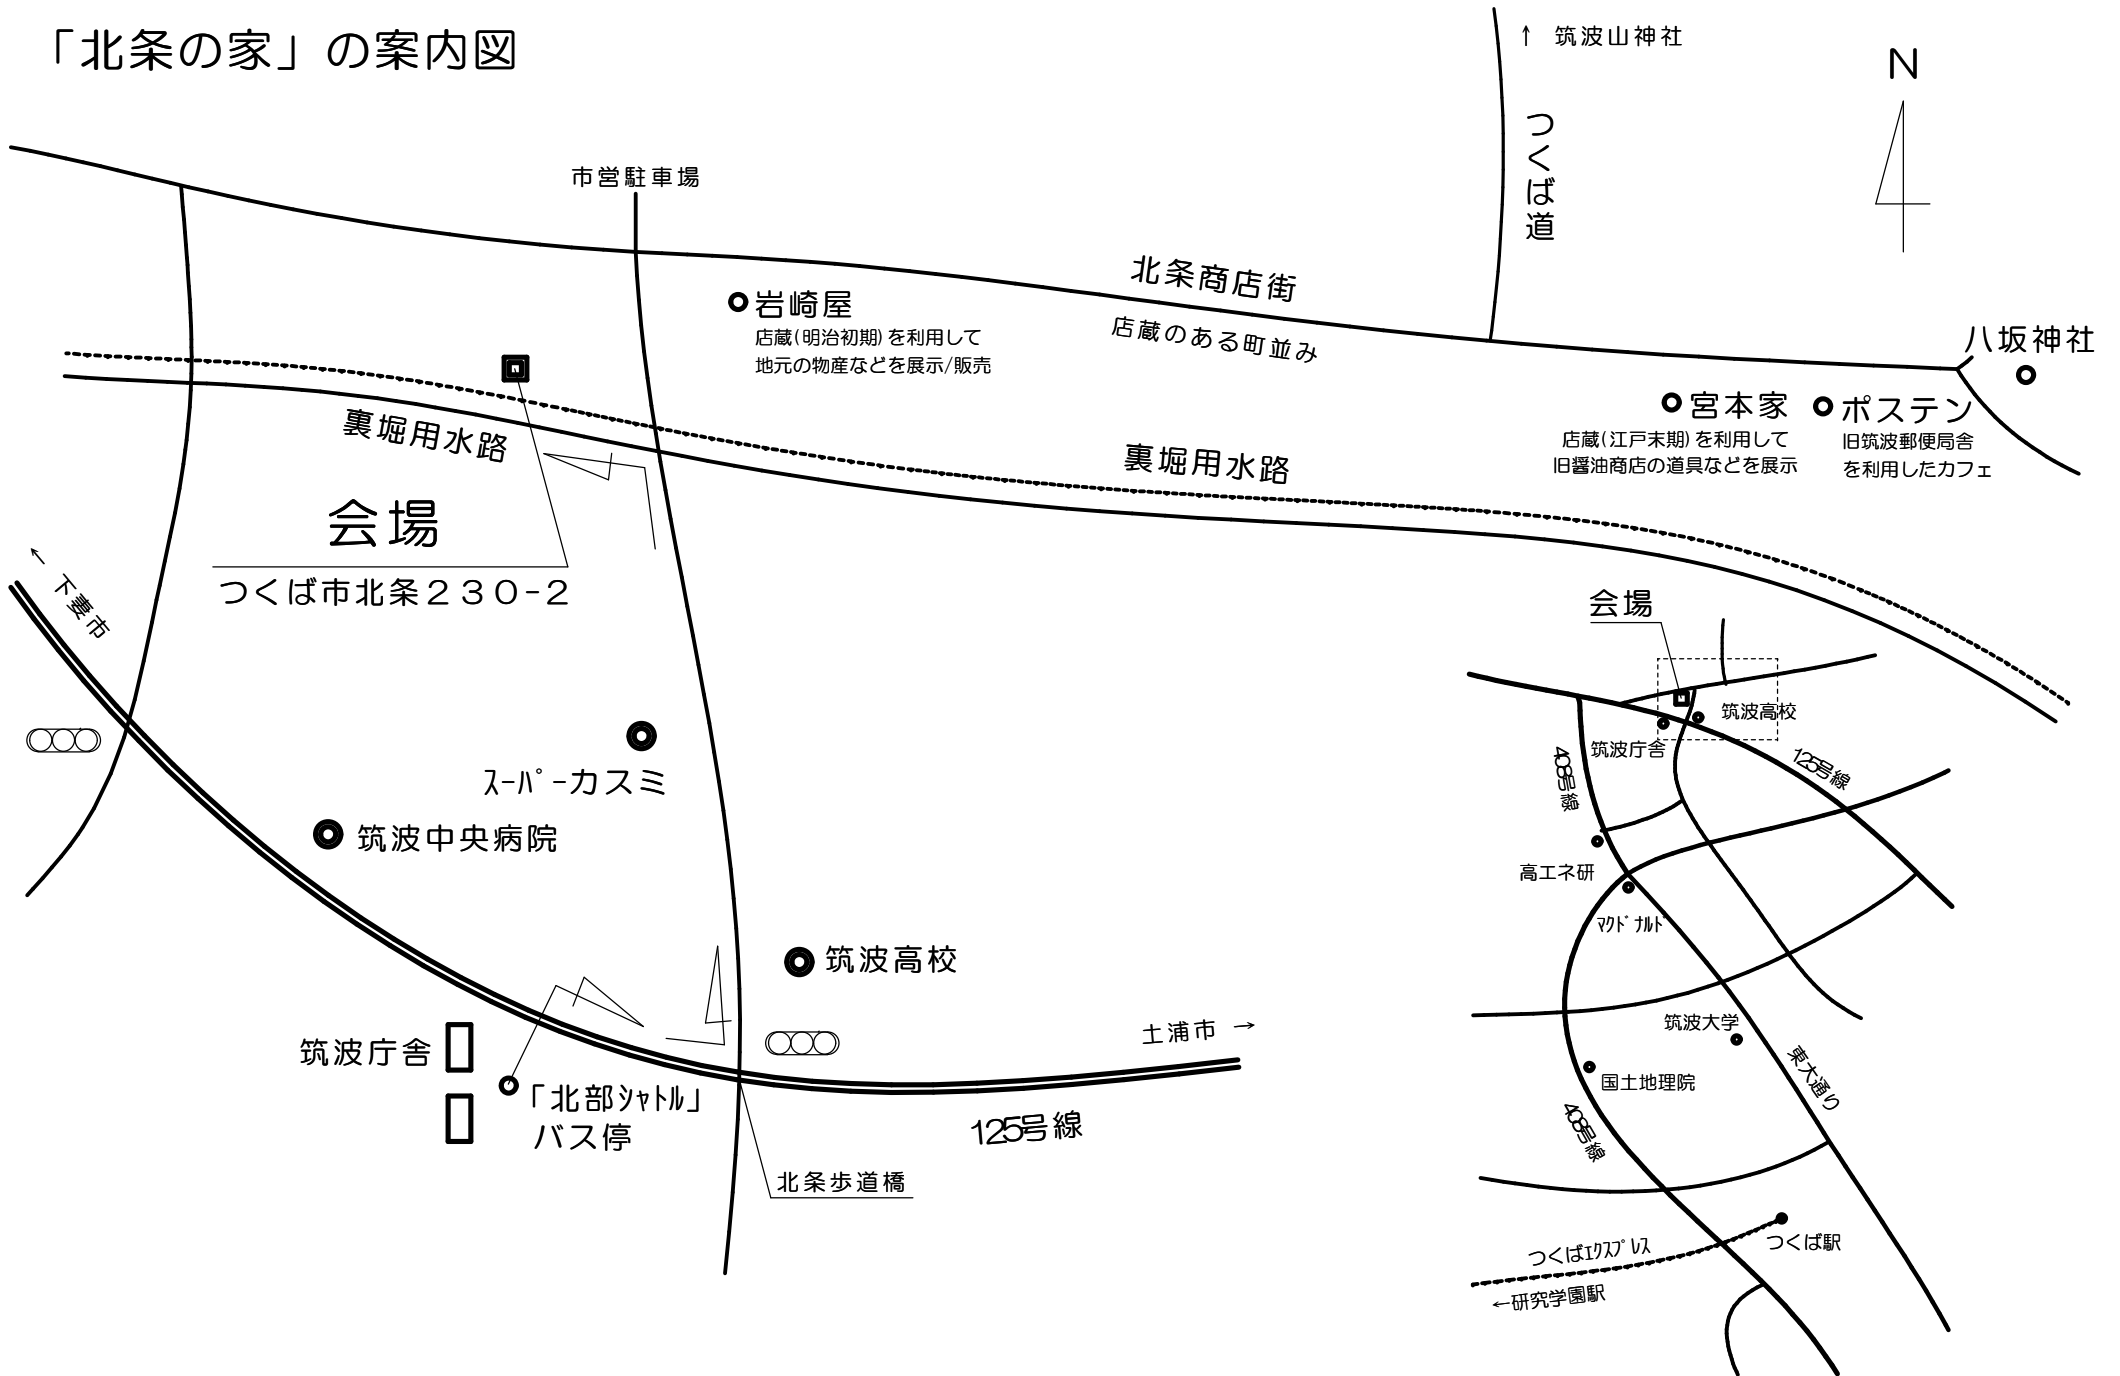 「北条の家」の案内図
↑ 筑波山神社
N
つくば道
市営駐車場
北条商店街
店蔵のある町並み
岩崎屋
店蔵(明治初期)を利用して
地元の物産などを展示/販売
八坂神社
宮本家
店蔵(江戸末期)を利用して
旧醤油商店の道具などを展示
ポステン
旧筑波郵便局舎
を利用したカフェ
裏堀用水路
裏堀用水路
会場
つくば市北条230-2
← 下妻市
ｽｰﾊﾟｰカスミ
筑波中央病院
筑波高校
筑波庁舎
「北部ｼｬﾄﾙ」
バス停
土浦市 →
125号線
北条歩道橋
会場
筑波高校
筑波庁舎
408号線
125号線
高エネ研
ﾏｸﾄﾞﾅﾙﾄﾞ
筑波大学
国土地理院
東大通り
408号線
つくばｴｸｽﾌﾟﾚｽ
つくば駅
←研究学園駅